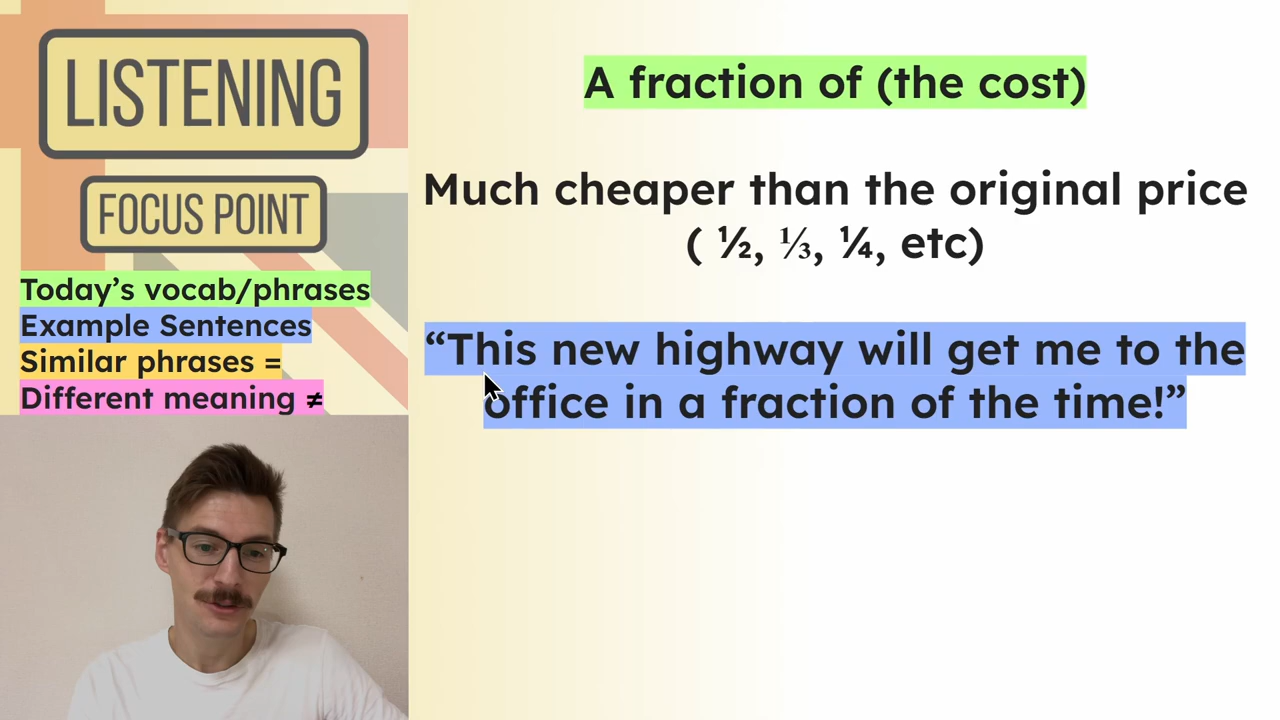 LISTENING
FOCUS POINT
Today’s vocab/phrases
Example Sentences
Similar phrases =
Different meaning ≠
A fraction of (the cost)
Much cheaper than the original price
( ½, ⅓, ¼, etc)
“This new highway will get me to the
office in a fraction of the time!”